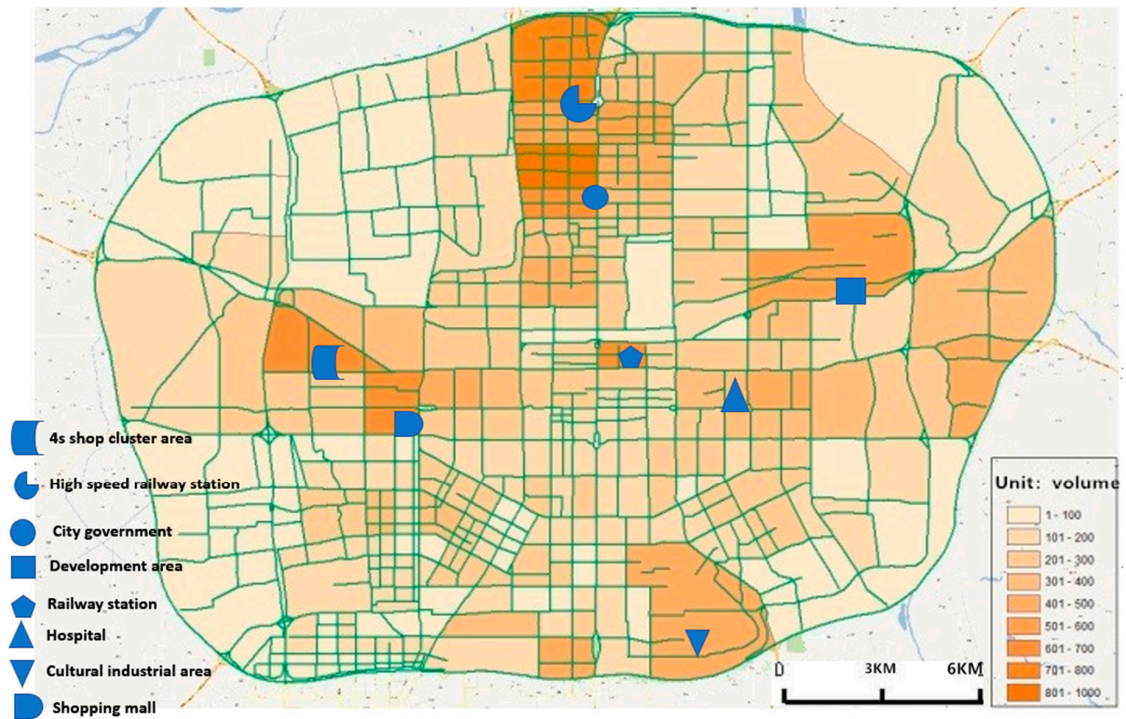 4s shop cluster area
High speed railway station
City government
Development area
Railway station
Hospital
Cultural industrial area
Shopping mall
Unit: volume
1 - 100
101 - 200
201 - 300
301 - 400
401 - 500
501 - 600
601 - 700
701 - 800
801 - 1000
0 3KM 6KM